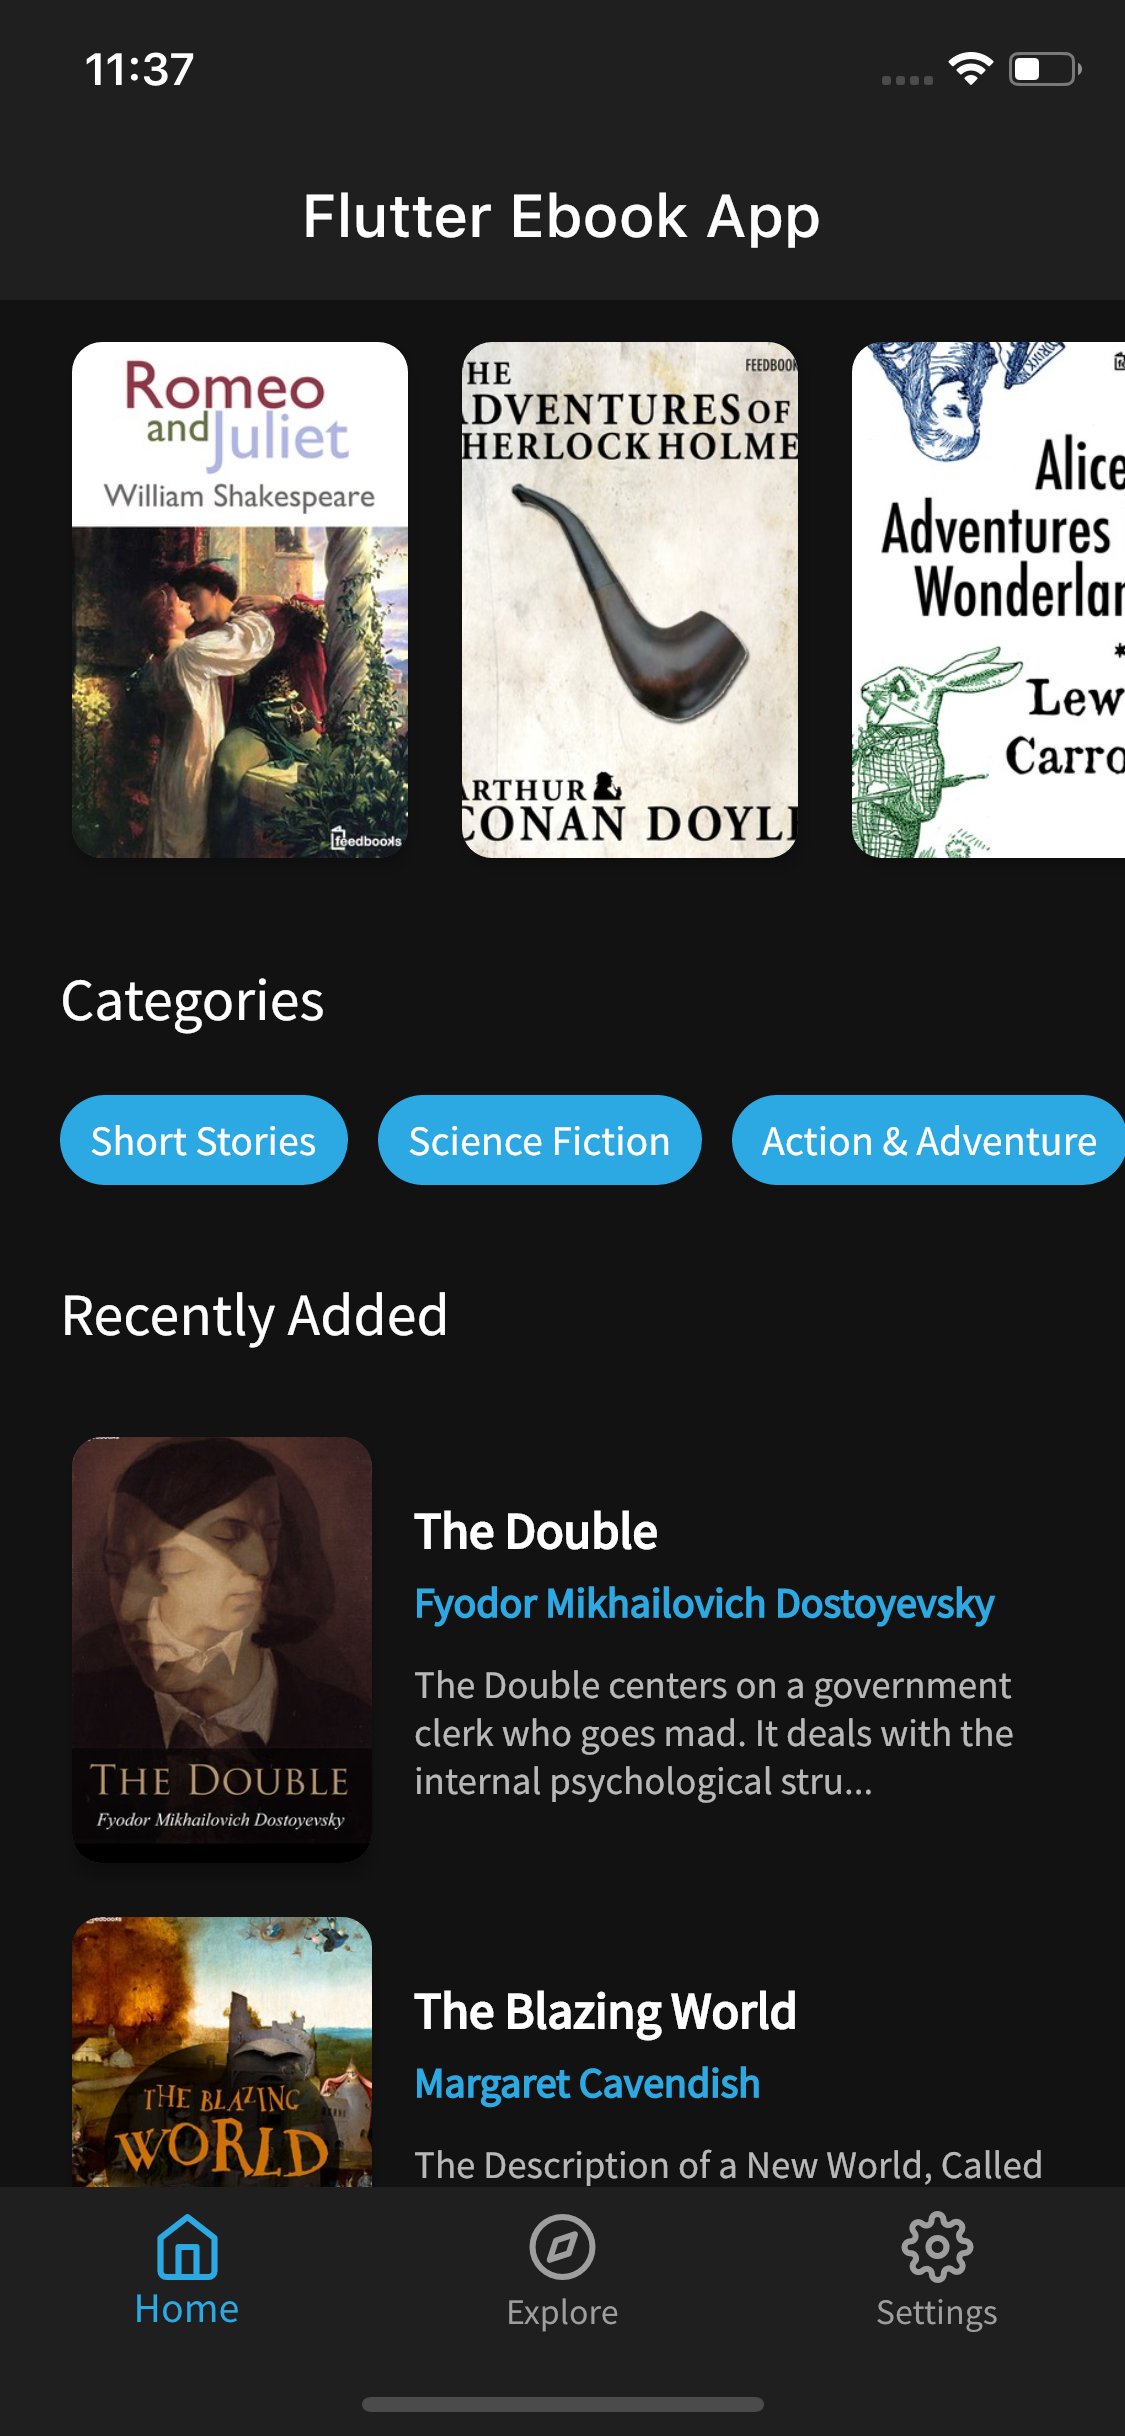 11:37
Flutter Ebook App
Romeo
and Juliet
William Shakespeare
feedbooks
HE
DVENTURES OF
HERLOCK HOLME
FEEDBOOK
ARTHUR
CONAN DOYLE
Alice
Adventures
Wonderlan
*
Lew
Carro
Categories
Short Stories
Science Fiction
Action & Adventure
Recently Added
THE DOUBLE
Fyodor Mikhailovich Dostoyevsky
The Double
Fyodor Mikhailovich Dostoyevsky
The Double centers on a government
clerk who goes mad. It deals with the
internal psychological stru...
THE BLAZING
WORLD
The Blazing World
Margaret Cavendish
The Description of a New World, Called
Home
Explore
Settings